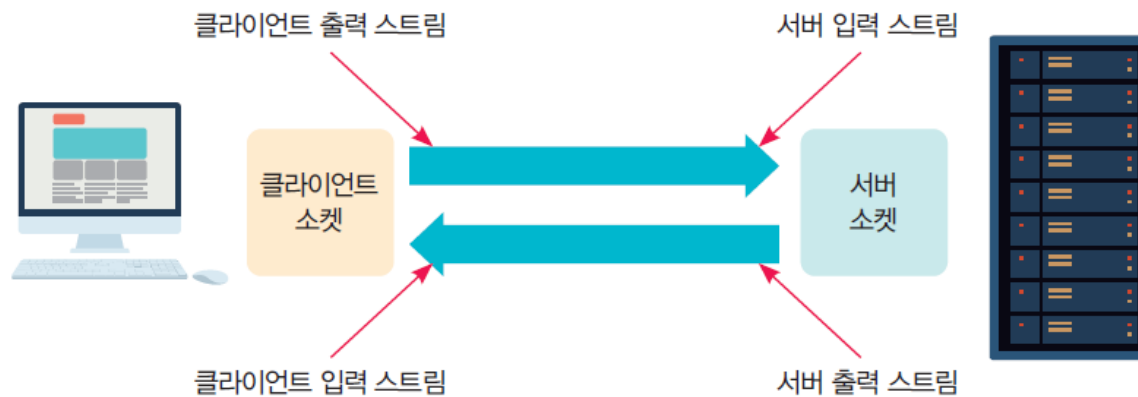 클라이언트 출력 스트림
서버 입력 스트림
클라이언트
소켓
서버
소켓
클라이언트 입력 스트림
서버 출력 스트림